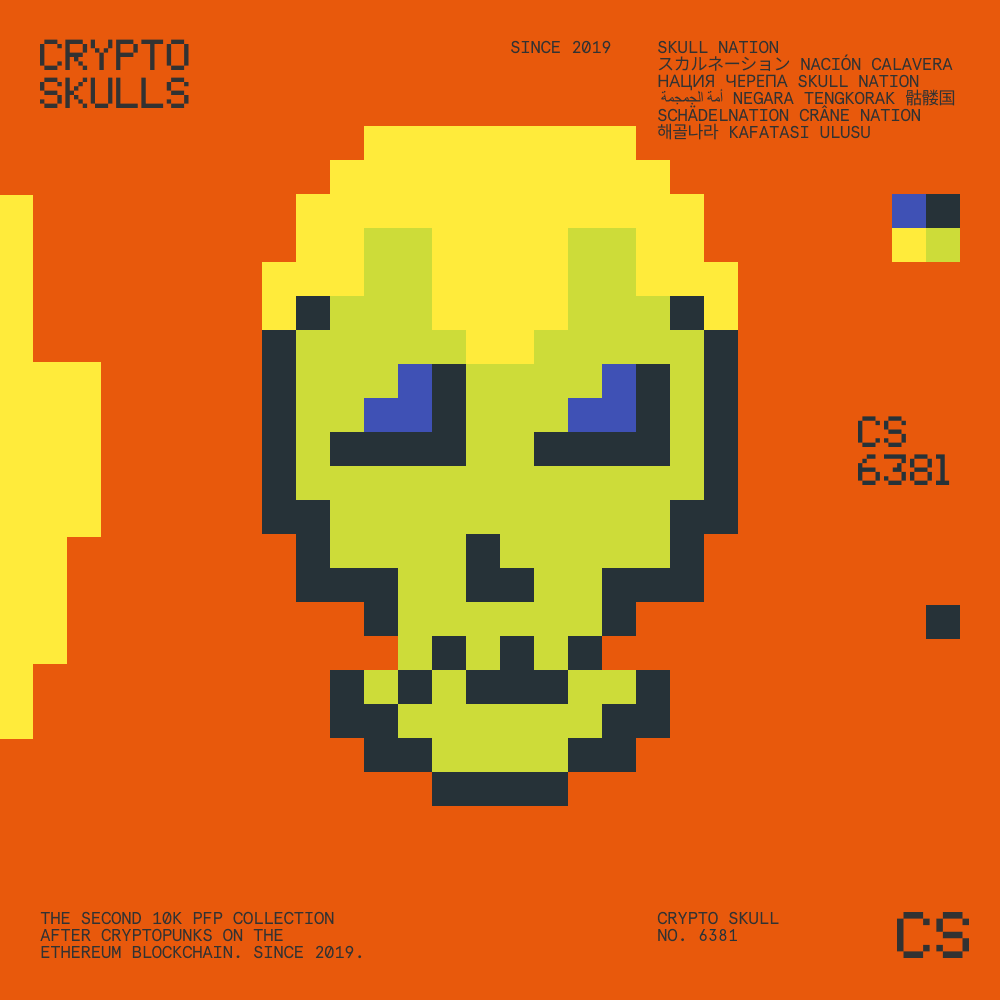 CRYPTO
SKULLS
SINCE 2019
SKULL NATION
スカルネーション NACIÓN CALAVERA
НАЦИЯ ЧЕРЕПА SKULL NATION
أمة الجمجمة NEGARA TENGKORAK 骷髅国
SCHÄDELNATION CRÂNE NATION
해골나라 KAFATASI ULUSU
CS
6381
THE SECOND 10K PFP COLLECTION
AFTER CRYPTOPUNKS ON THE
ETHEREUM BLOCKCHAIN. SINCE 2019.
CRYPTO SKULL
NO. 6381
CS